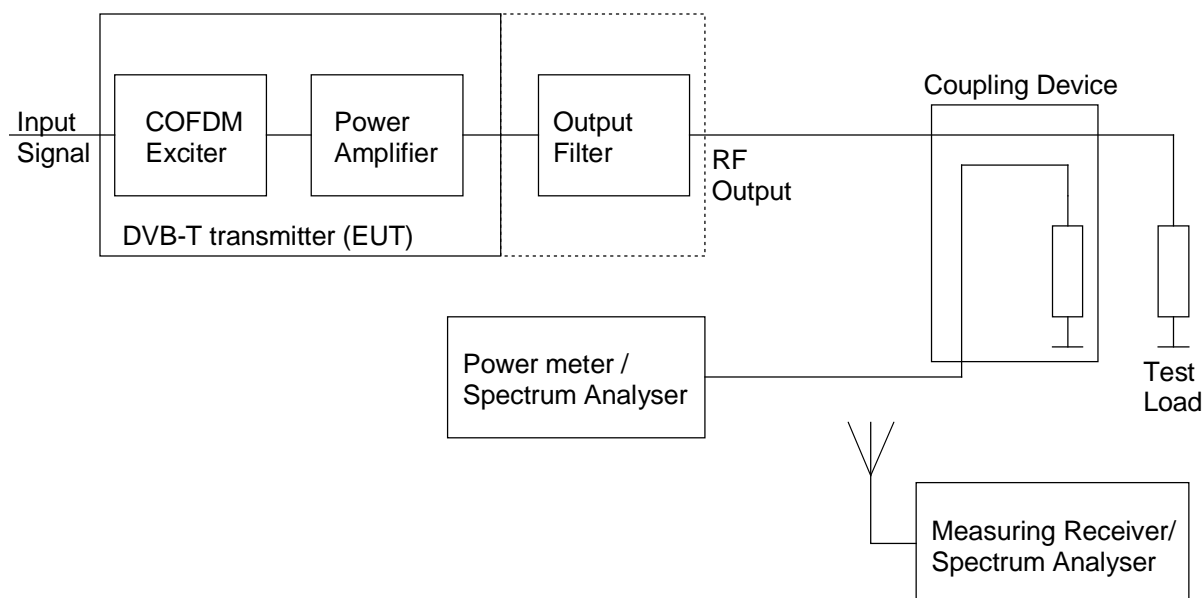 Input
Signal
COFDM
Exciter
Power
Amplifier
DVB-T transmitter (EUT)
Output
Filter
RF
Output
Coupling Device
Test
Load
Power meter /
Spectrum Analyser
Measuring Receiver/
Spectrum Analyser